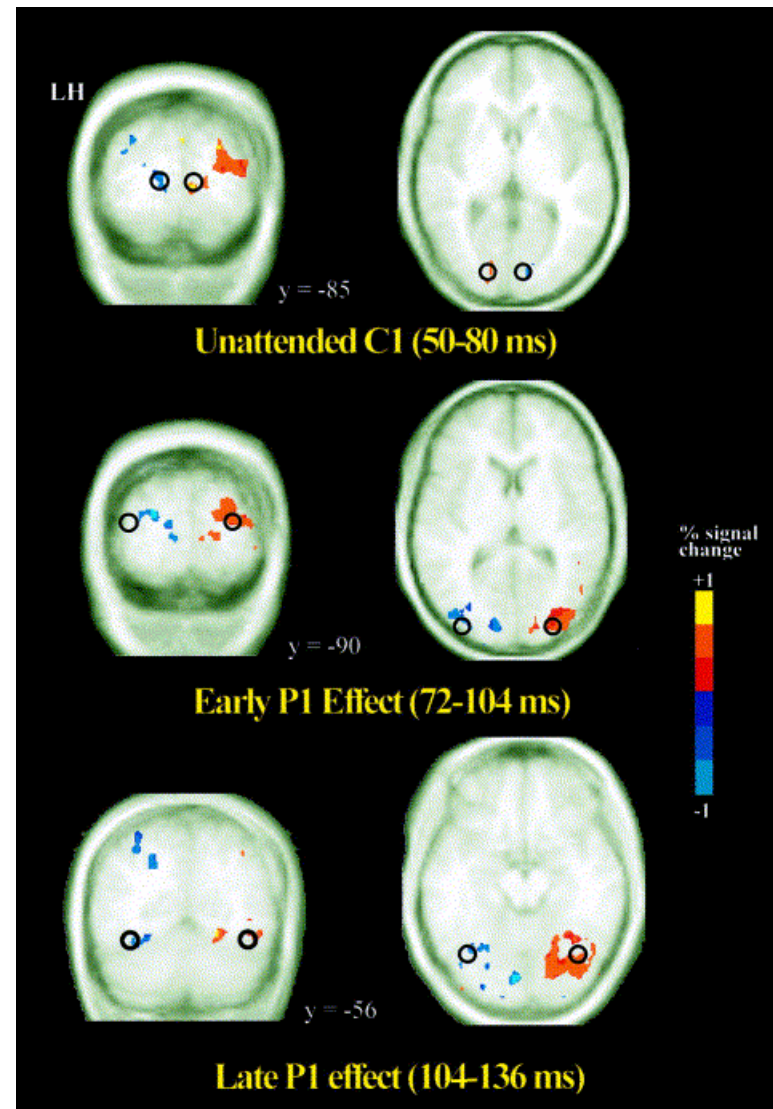 LH
y = -85
Unattended C1 (50-80 ms)
y = -90
% signal
change
+1
-1
Early P1 Effect (72-104 ms)
y = -56
Late P1 effect (104-136 ms)